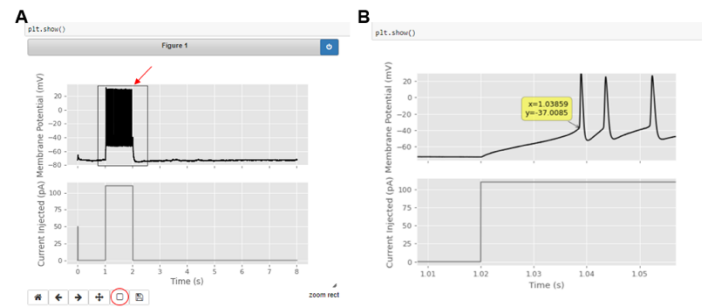 A
plt.show()
Figure 1
Membrane Potential (mV)
20
0
−20
−40
−60
−80
Current Injected (pA)
100
75
50
25
0
0
1
2
3
4
5
6
7
8
Time (s)
zoom rect
B
plt.show()
Membrane Potential (mV)
20
0
−20
−40
−60
x=1.03859
y=-37.0085
Current Injected (pA)
100
75
50
25
0
1.01
1.02
1.03
1.04
1.05
Time (s)